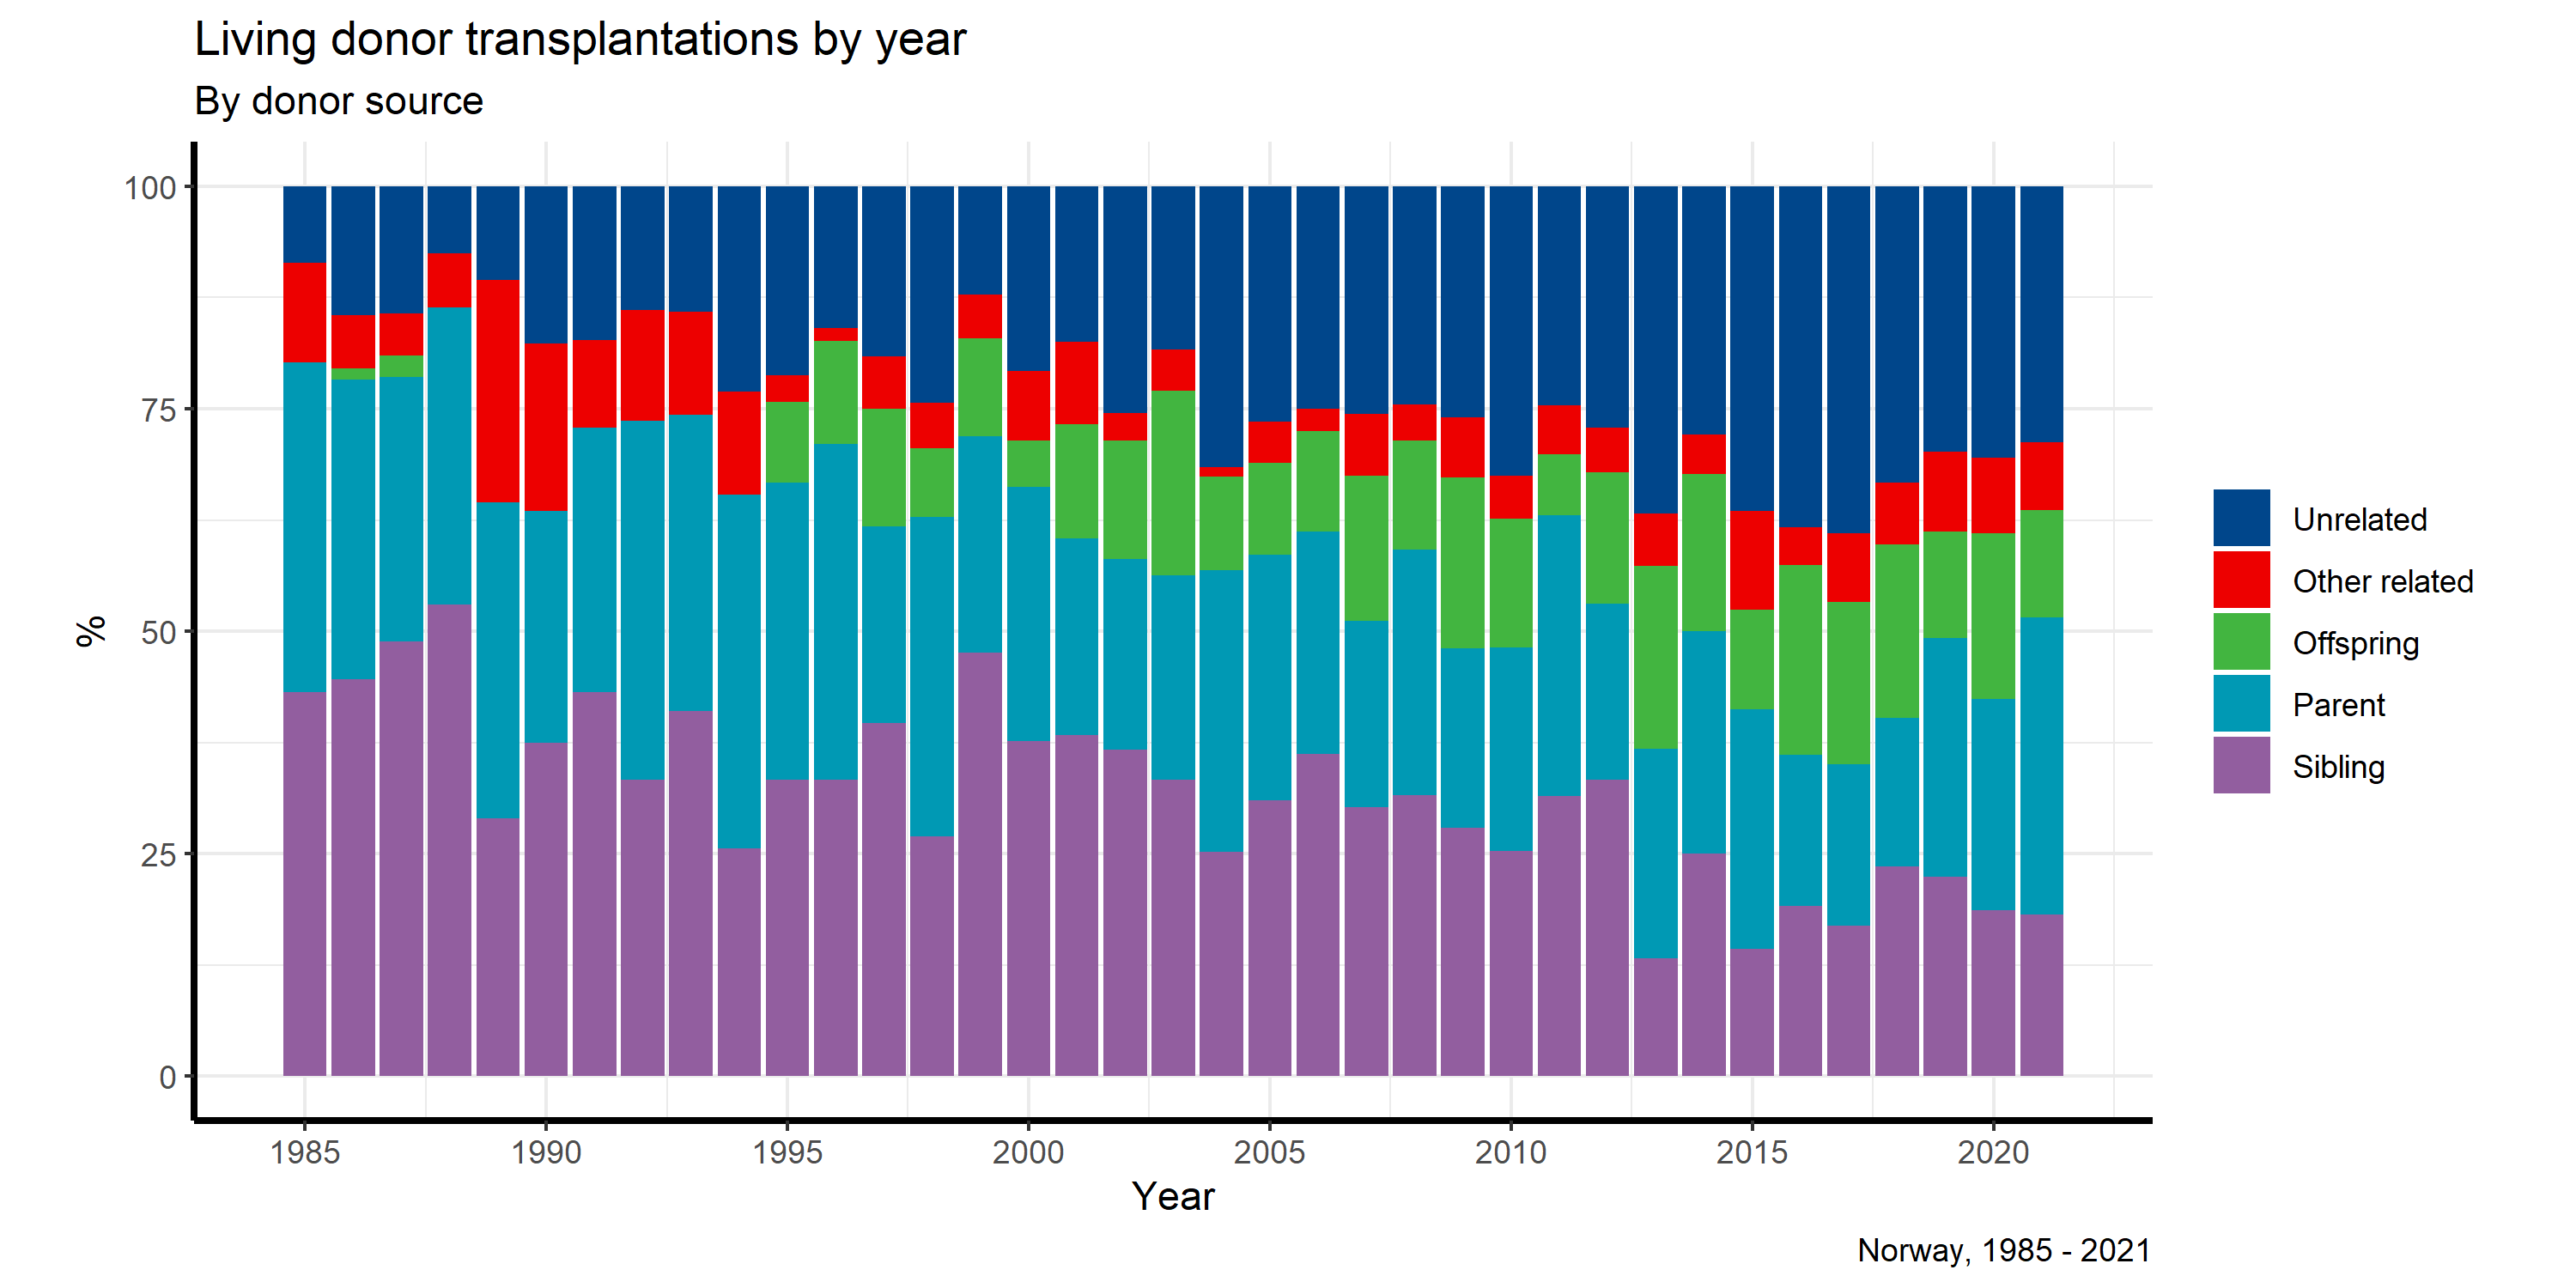 Living donor transplantations by year
By donor source
100
75
50
25
0
%
1985 1990 1995 2000 2005 2010 2015 2020
Year
Unrelated
Other related
Offspring
Parent
Sibling
Norway, 1985 - 2021